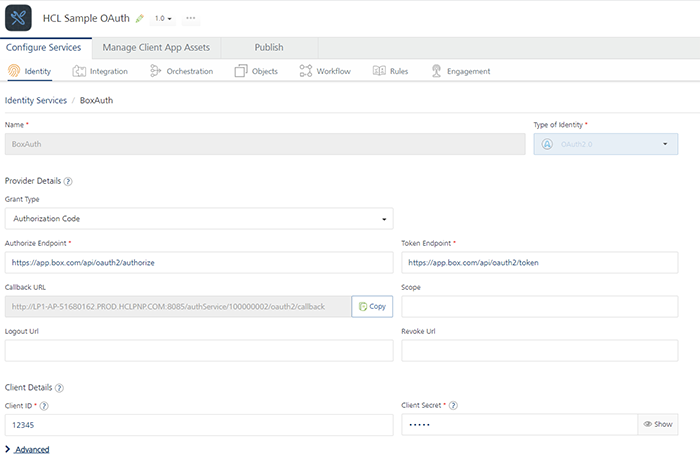 HCL Sample OAuth 1.0 ...
Configure Services Manage Client App Assets Publish
Identity Integration Orchestration Objects Workflow Rules Engagement
Identity Services / BoxAuth
Name * Type of Identity *
BoxAuth OAuth2.0
Provider Details ?
Grant Type
Authorization Code
Authorize Endpoint * Token Endpoint *
https://app.box.com/api/oauth2/authorize https://app.box.com/api/oauth2/token
Callback URL Scope
http://LP1-AP-51680162.PROD.HCLPNP.COM:8085/authService/100000002/oauth2/callback Copy
Logout Url Revoke Url
Client Details ?
Client ID * ? Client Secret * ?
12345 ••••• Show
Advanced